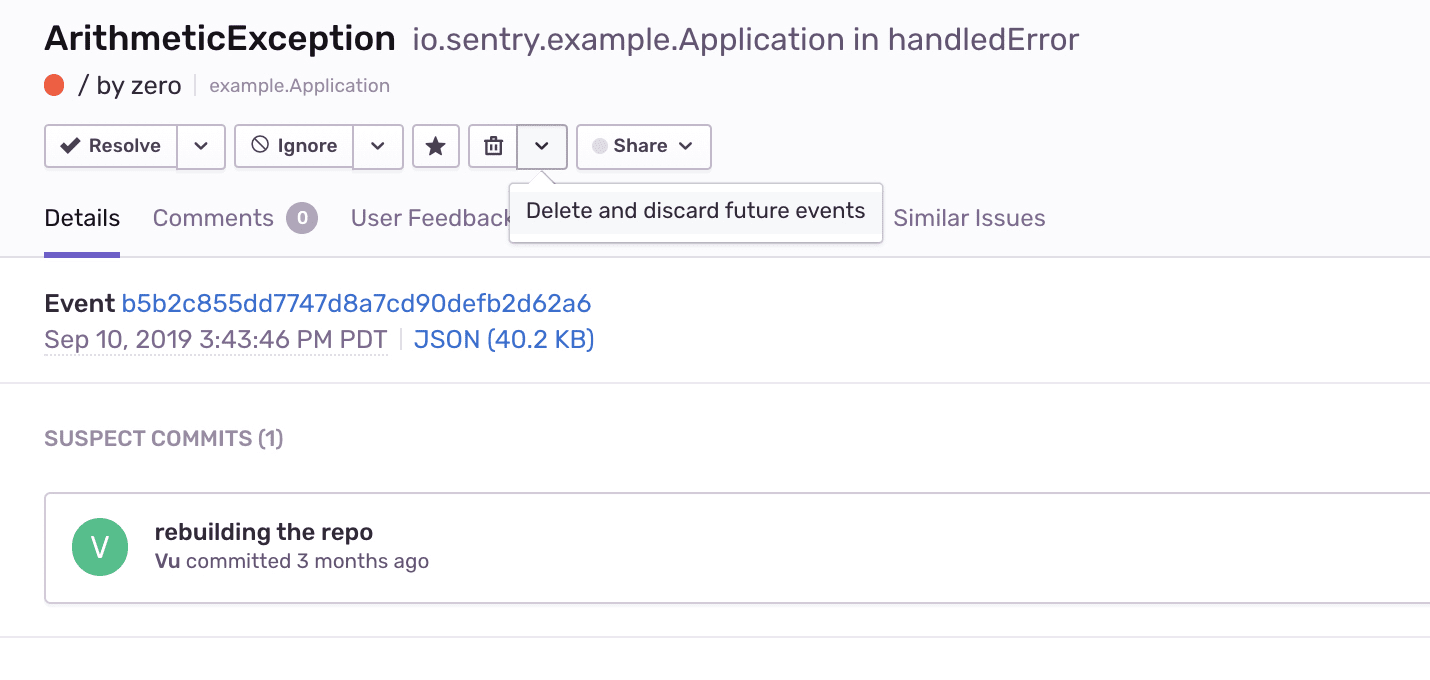 ArithmeticException io.sentry.example.Application in handledError
/ by zero example.Application
Resolve Ignore Share
Delete and discard future events
Details Comments 0 User Feedback Similar Issues
Event b5b2c855dd7747d8a7cd90defb2d62a6
Sep 10, 2019 3:43:46 PM PDT JSON (40.2 KB)
SUSPECT COMMITS (1)
V
rebuilding the repo
Vu committed 3 months ago